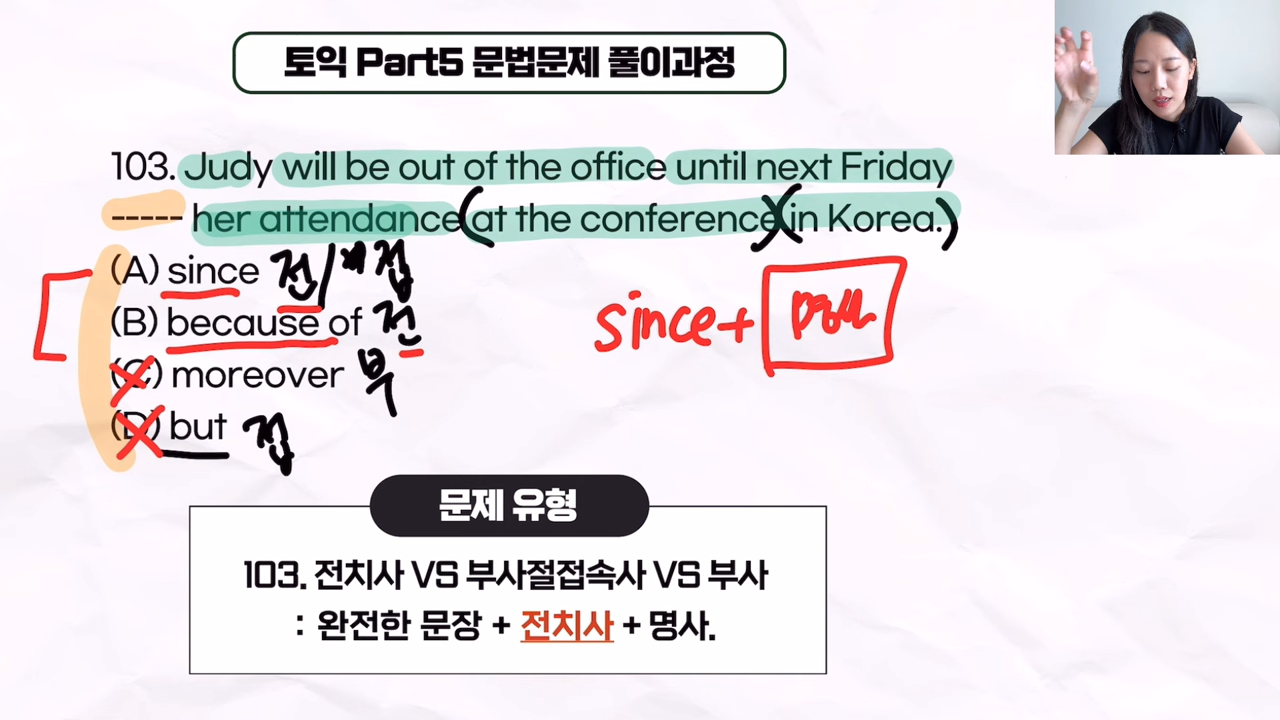 토익 Part5 문법문제 풀이과정
103. Judy will be out of the office until next Friday
----- her attendance (at the conference) (in Korea.)
(A) since 전/부접
(B) because of 전
(C) moreover 부
(D) but 접
since + 명사
문제 유형
103. 전치사 VS 부사절접속사 VS 부사
: 완전한 문장 + 전치사 + 명사.